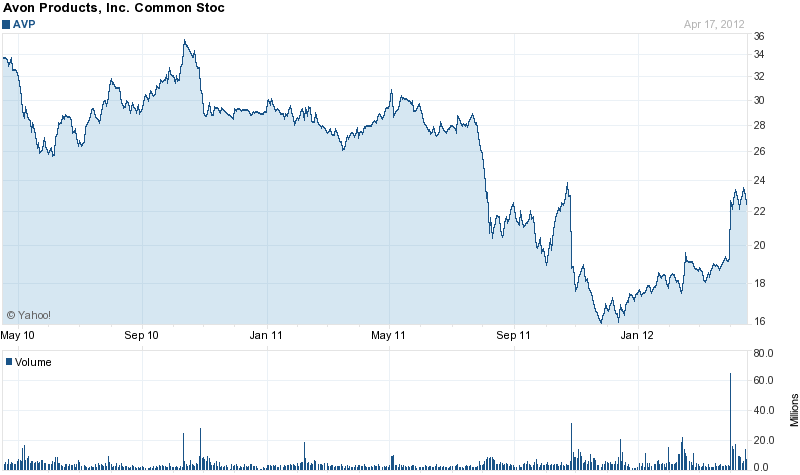 Avon Products, Inc. Common Stoc
AVP
Apr 17, 2012
36
34
32
30
28
26
24
22
20
18
16
© Yahoo!
May 10 Sep 10 Jan 11 May 11 Sep 11 Jan 12
Volume
80.0
60.0
40.0
20.0
0.0
Millions